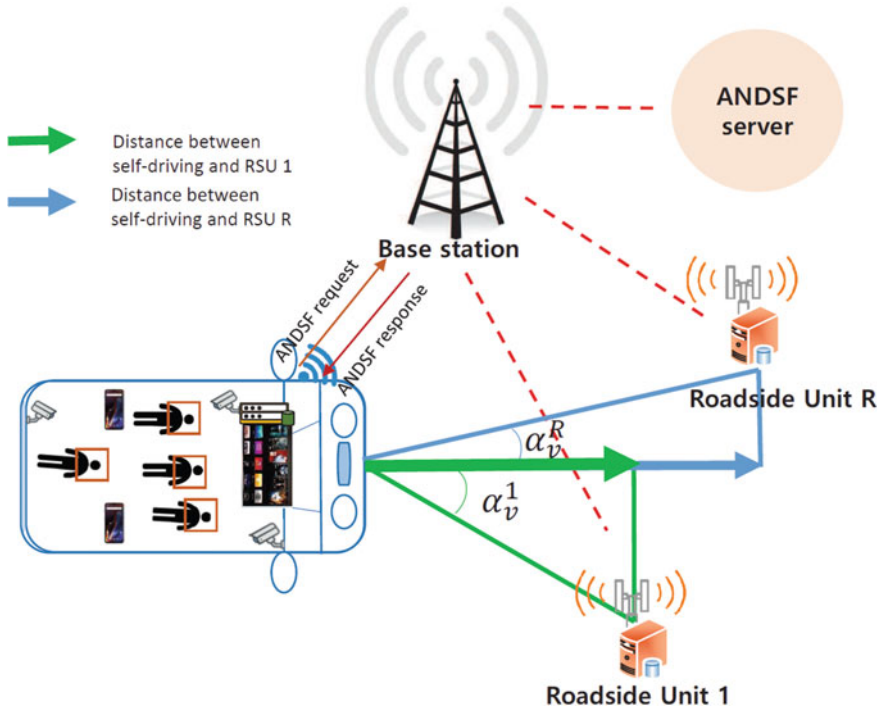 ANDSF
server
Distance between
self-driving and RSU 1
Distance between
self-driving and RSU R
Base station
ANDSF request
ANDSF response
Roadside Unit R
α_v^R
α_v^1
Roadside Unit 1